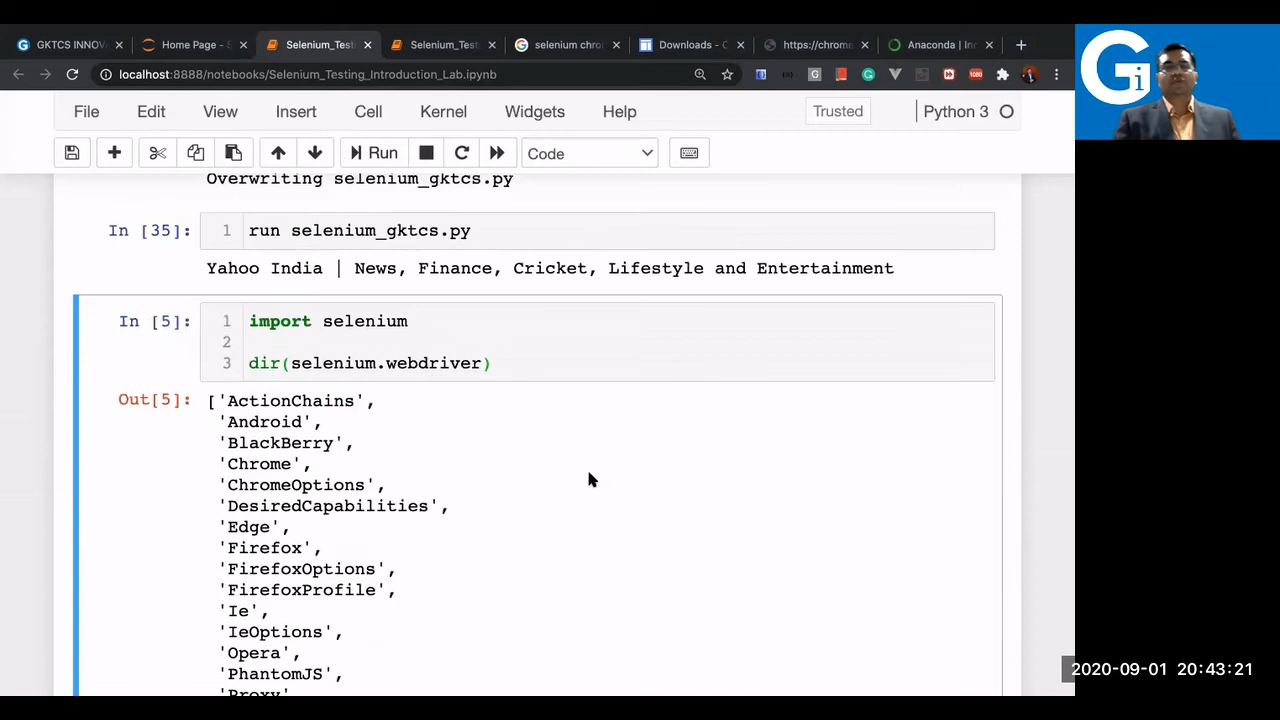 GKTCS INNOV
Home Page - S
Selenium_Test
Selenium_Test
selenium chro
Downloads - C
https://chrome
Anaconda | In
localhost:8888/notebooks/Selenium_Testing_Introduction_Lab.ipynb
File Edit View Insert Cell Kernel Widgets Help Trusted Python 3
Run Code
Overwriting selenium_gktcs.py
In [35]: 1 run selenium_gktcs.py
Yahoo India | News, Finance, Cricket, Lifestyle and Entertainment
In [5]: 1 import selenium
2
3 dir(selenium.webdriver)
Out[5]: ['ActionChains',
'Android',
'BlackBerry',
'Chrome',
'ChromeOptions',
'DesiredCapabilities',
'Edge',
'Firefox',
'FirefoxOptions',
'FirefoxProfile',
'Ie',
'IeOptions',
'Opera',
'PhantomJS',
'Proxy'
Gi
2020-09-01 20:43:21